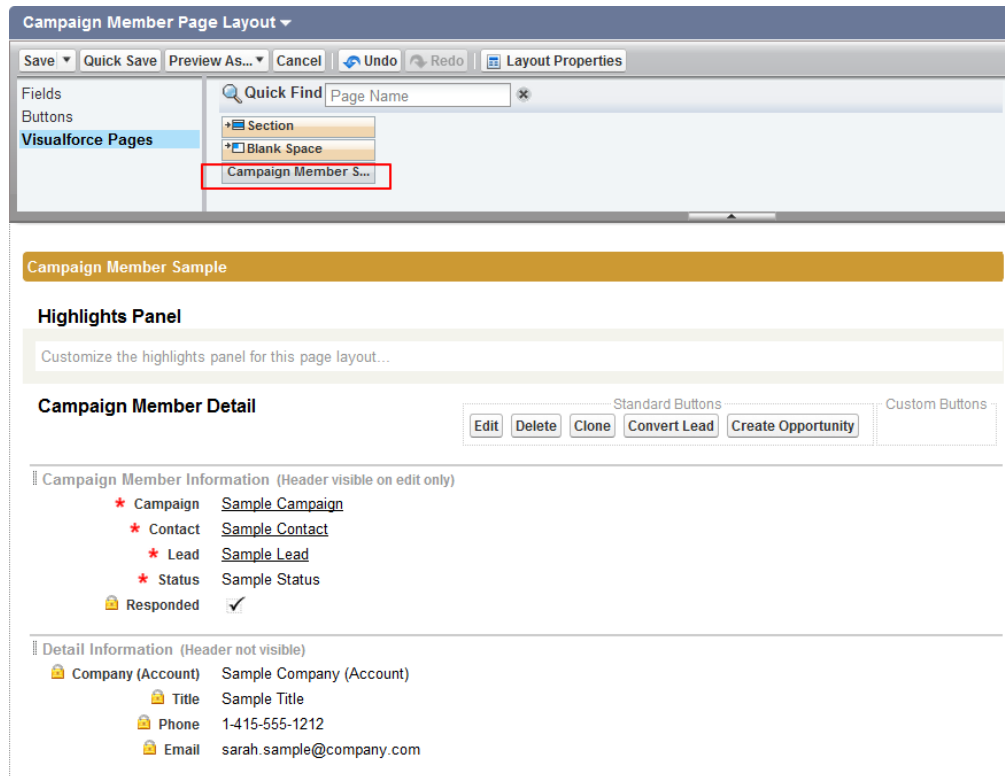 Campaign Member Page Layout
Save Quick Save Preview As... Cancel Undo Redo Layout Properties
Fields Quick Find Page Name
Buttons
Visualforce Pages
Section
Blank Space
Campaign Member S...
Campaign Member Sample
Highlights Panel
Customize the highlights panel for this page layout...
Campaign Member Detail
Standard Buttons Custom Buttons
Edit Delete Clone Convert Lead Create Opportunity
Campaign Member Information (Header visible on edit only)
* Campaign Sample Campaign
* Contact Sample Contact
* Lead Sample Lead
* Status Sample Status
Responded
Detail Information (Header not visible)
Company (Account) Sample Company (Account)
Title Sample Title
Phone 1-415-555-1212
Email sarah.sample@company.com